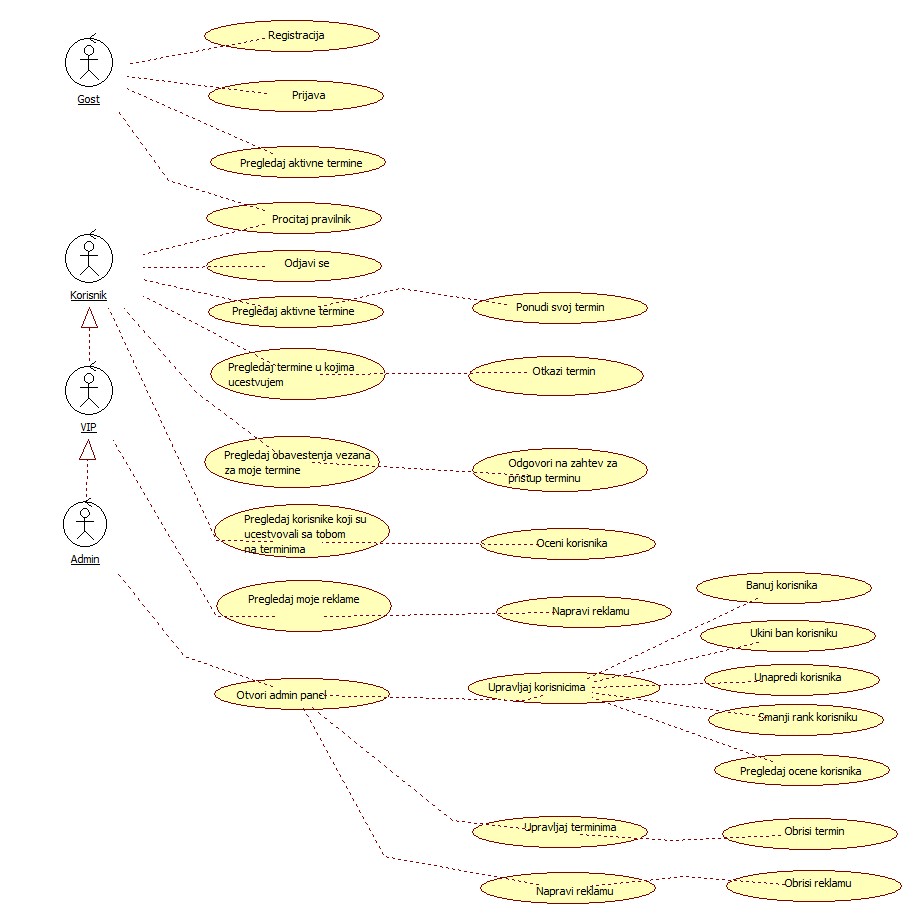 Registracija
Gost
Prijava
Pregledaj aktivne termine
Procitaj pravilnik
Korisnik
Odjavi se
Pregledaj aktivne termine
Ponudi svoj termin
Pregledaj termine u kojima
ucestvujem
Otkazi termin
VIP
Pregledaj obavestenja vezana
za moje termine
Odgovori na zahtev za
pristup terminu
Pregledaj korisnike koji su
ucestvovali sa tobom
na terminima
Oceni korisnika
Admin
Pregledaj moje reklame
Napravi reklamu
Banuj korisnika
Ukini ban korisniku
Otvori admin panel
Upravljaj korisnicima
Unapredi korisnika
Smanji rank korisniku
Pregledaj ocene korisnika
Upravljaj terminima
Obrisi termin
Napravi reklamu
Obrisi reklamu